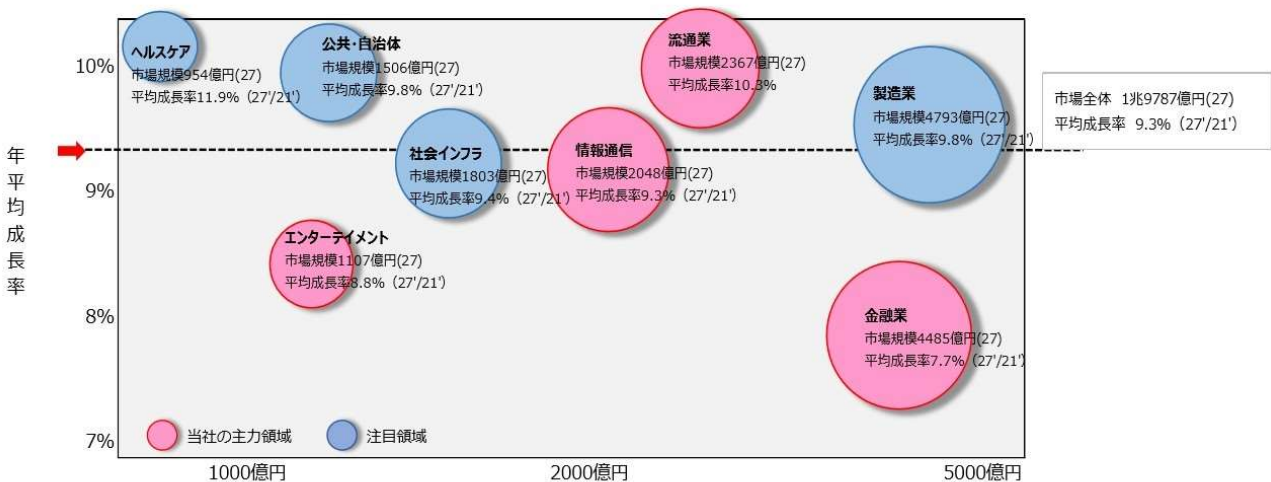 ヘルスケア
市場規模954億円(27)
平均成長率11.9%（27'/21'）
公共・自治体
市場規模1506億円(27)
平均成長率9.8%（27'/21'）
流通業
市場規模2367億円(27)
平均成長率10.3%
製造業
市場規模4793億円(27)
平均成長率9.8%（27'/21'）
市場全体 1兆9787億円(27)
平均成長率 9.3%（27'/21'）
社会インフラ
市場規模1803億円(27)
平均成長率9.4%（27'/21'）
情報通信
市場規模2048億円(27)
平均成長率9.3%（27'/21'）
エンターテイメント
市場規模1107億円(27)
平均成長率8.8%（27'/21'）
金融業
市場規模4485億円(27)
平均成長率7.7%（27'/21'）
年平均成長率
10%
9%
8%
7%
当社の主力領域
注目領域
1000億円
2000億円
5000億円